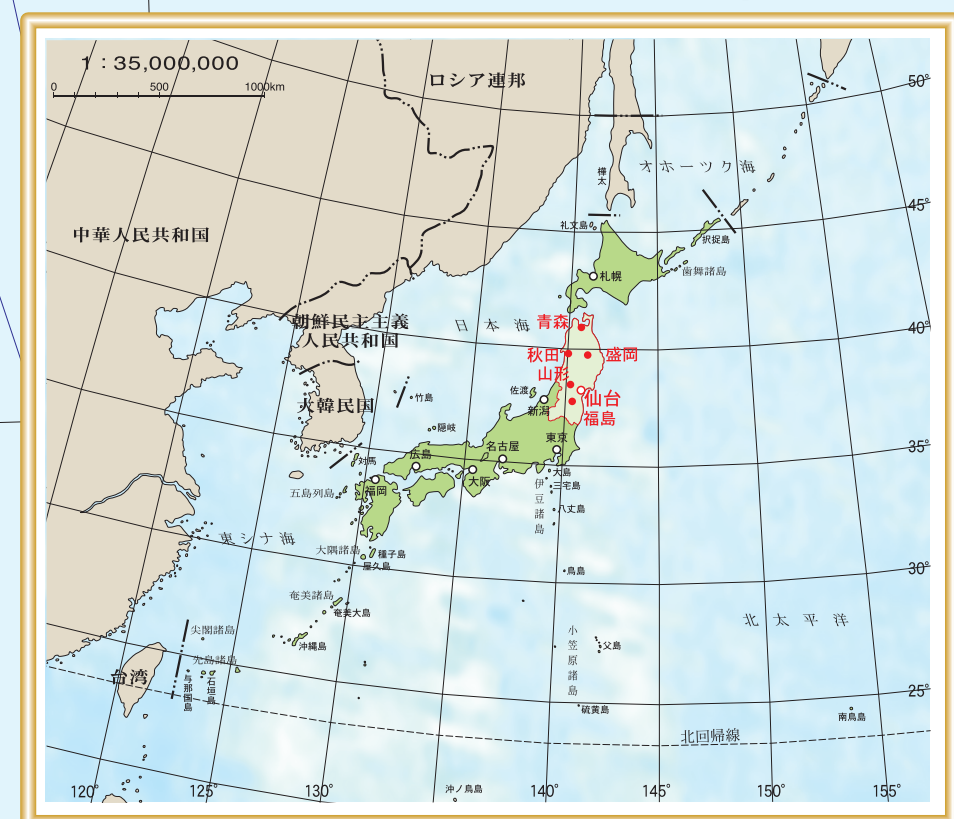 1：35,000,000
0 500 1000km
ロシア連邦
50°
オホーツク海
樺太
45°
礼文島
択捉島
中華人民共和国
歯舞諸島
札幌
朝鮮民主主義
人民共和国
日本海
青森
40°
秋田
盛岡
山形
佐渡
仙台
竹島
新潟
福島
大韓民国
隠岐
東京
名古屋
35°
広島
対馬
大島
大阪
三宅島
福岡
五島列島
伊豆諸島
八丈島
東シナ海
大隅諸島
種子島
屋久島
鳥島
30°
奄美諸島
奄美大島
北太平洋
尖閣諸島
小笠原諸島
父島
沖縄島
先島諸島
台湾
与那国島
石垣島
25°
硫黄島
南鳥島
北回帰線
沖ノ鳥島
120° 125° 130° 140° 145° 150° 155°